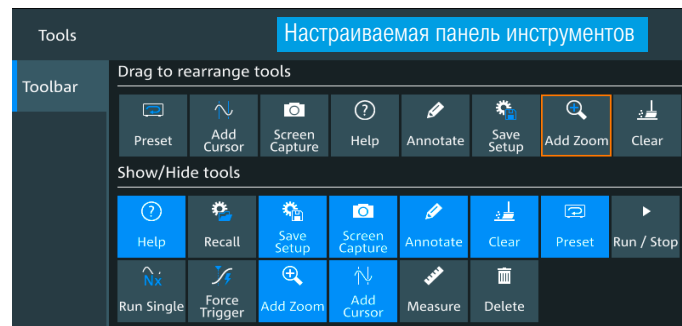 Tools
Настраиваемая панель инструментов
Toolbar
Drag to rearrange tools
Preset
Add Cursor
Screen Capture
Help
Annotate
Save Setup
Add Zoom
Clear
Show/Hide tools
Help
Recall
Save Setup
Screen Capture
Annotate
Clear
Preset
Run / Stop
Nx
Run Single
Force Trigger
Add Zoom
Add Cursor
Measure
Delete